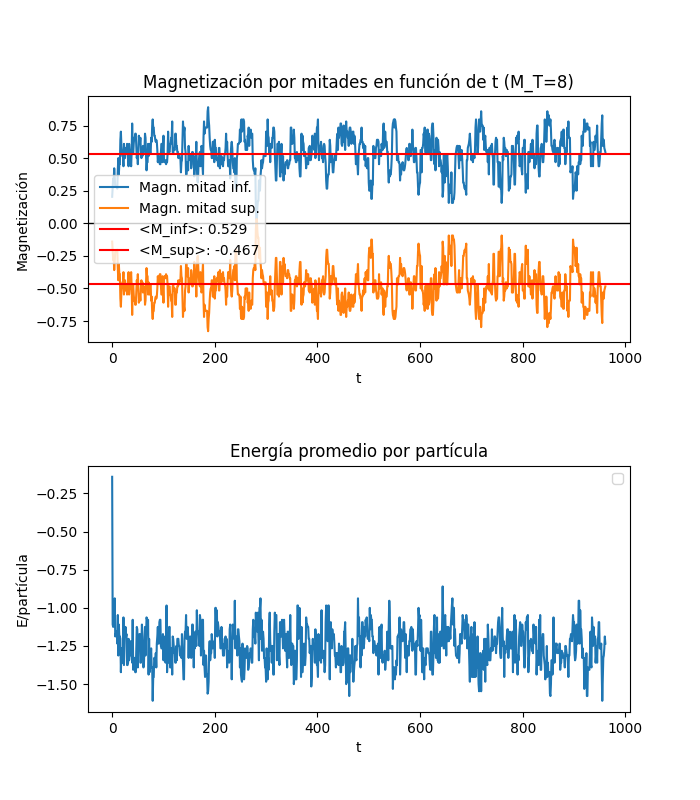 Magnetización por mitades en función de t (M_T=8)
Magnetización
0.75
0.50
0.25
0.00
−0.25
−0.50
−0.75
Magn. mitad inf.
Magn. mitad sup.
<M_inf>: 0.529
<M_sup>: -0.467
0 200 400 600 800 1000
t
Energía promedio por partícula
E/partícula
−0.25
−0.50
−0.75
−1.00
−1.25
−1.50
0 200 400 600 800 1000
t